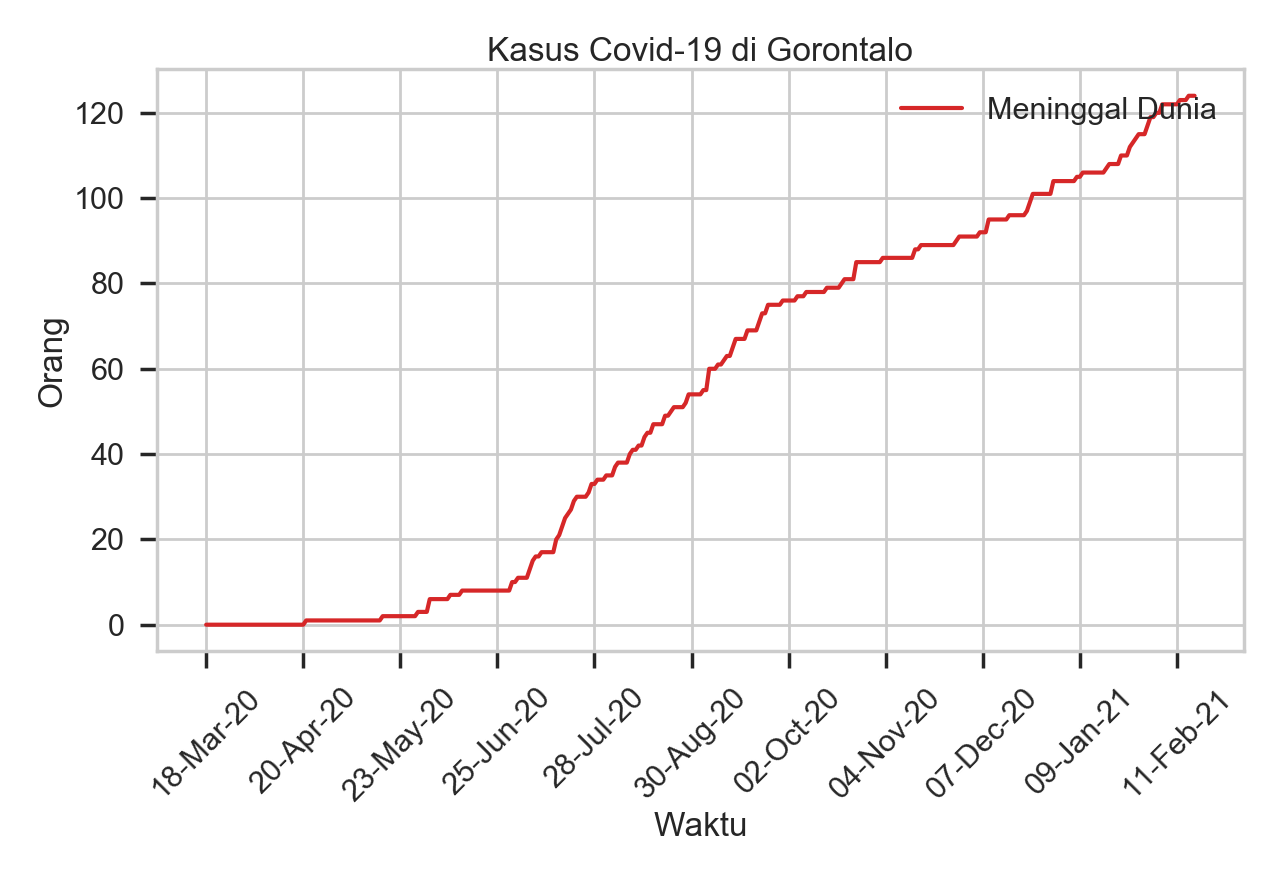 Kasus Covid-19 di Gorontalo
Meninggal Dunia
120
100
80
60
40
20
0
Orang
18-Mar-20
20-Apr-20
23-May-20
25-Jun-20
28-Jul-20
30-Aug-20
02-Oct-20
04-Nov-20
07-Dec-20
09-Jan-21
11-Feb-21
Waktu